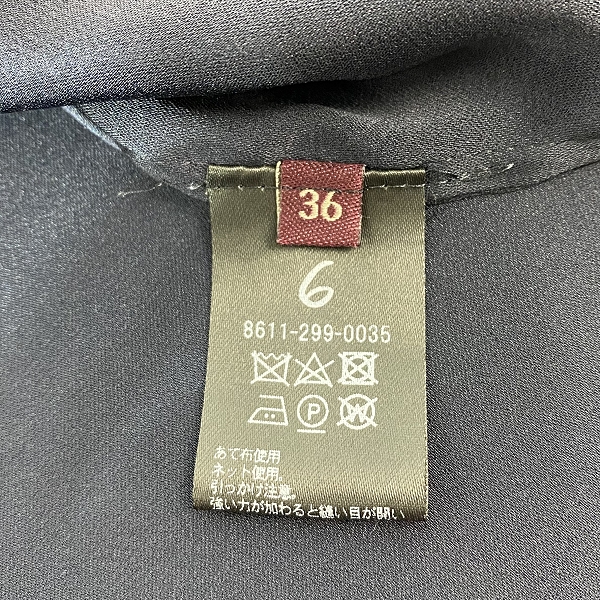 36
6
8611-299-0035
P W
あて布使用
ネット使用
引っかけ注意
強い力が加わると縫い目が開い